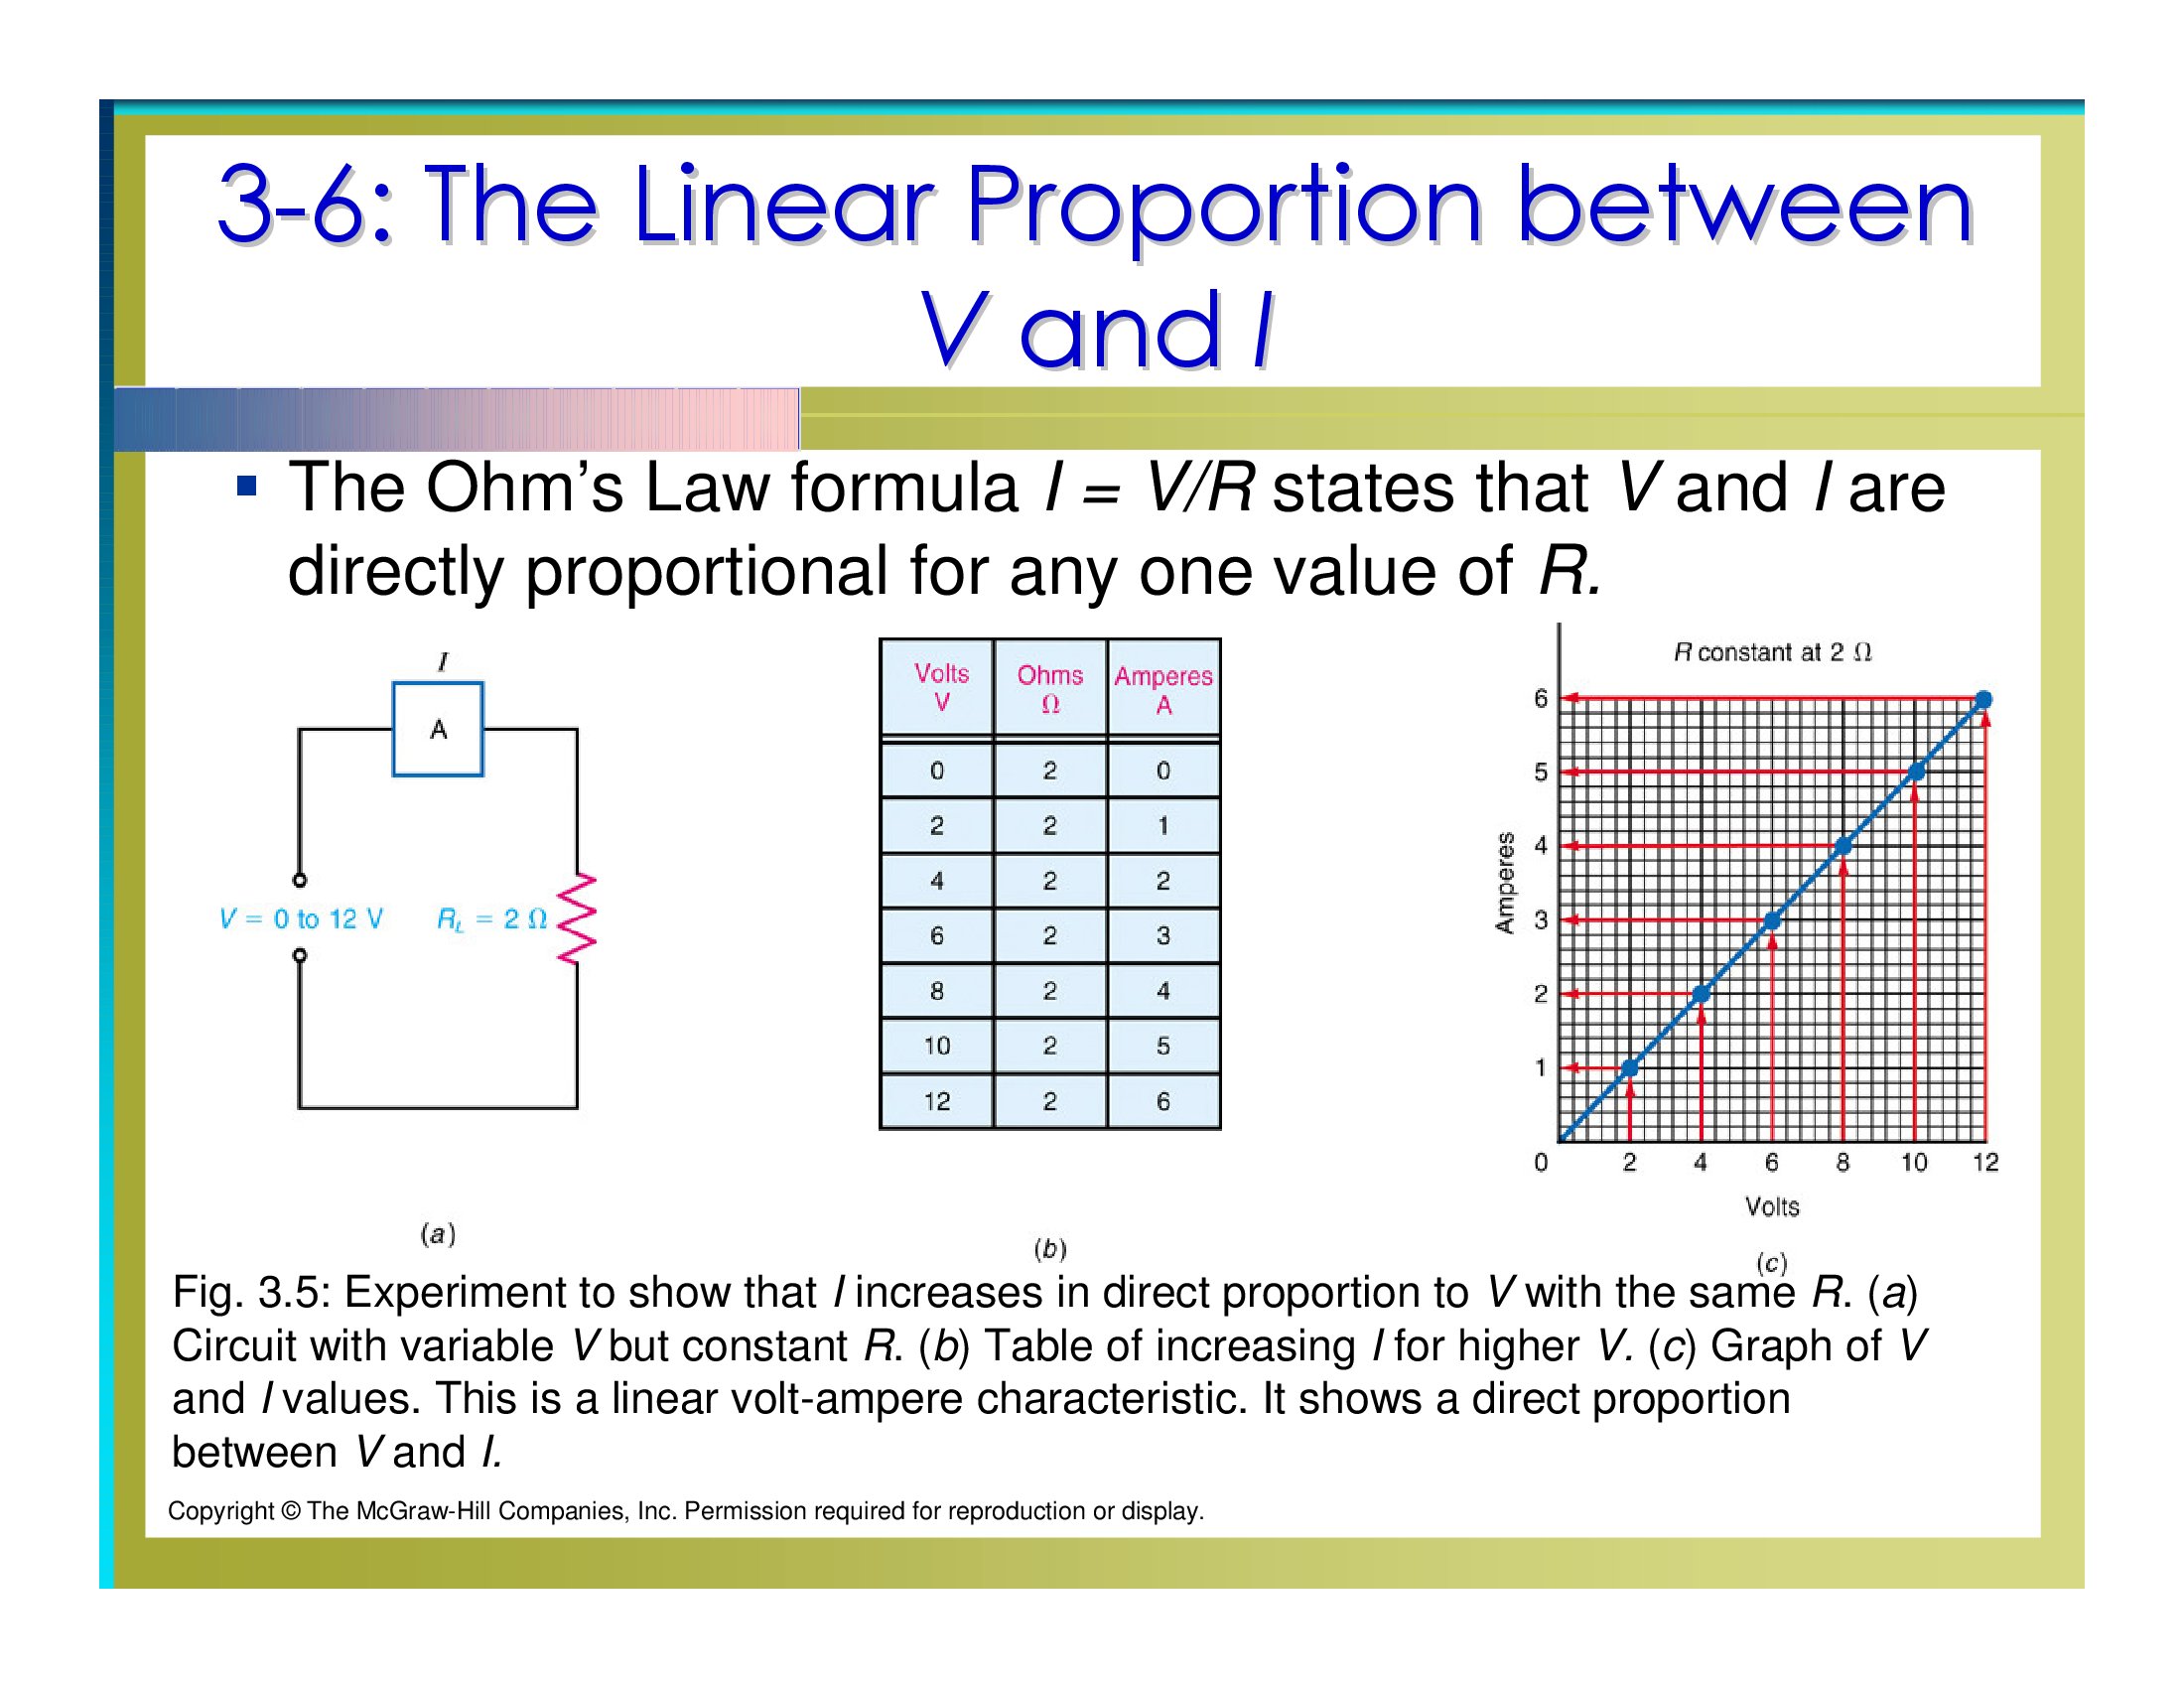 3-6: The Linear Proportion between
V and I
The Ohm’s Law formula I = V/R states that V and I are
directly proportional for any one value of R.
I
A
V = 0 to 12 V
R_L = 2 Ω
(a)
Volts Ohms Amperes
V Ω A
0 2 0
2 2 1
4 2 2
6 2 3
8 2 4
10 2 5
12 2 6
(b)
R constant at 2 Ω
6
5
4
3
2
1
Amperes
0 2 4 6 8 10 12
Volts
(c)
Fig. 3.5: Experiment to show that I increases in direct proportion to V with the same R. (a)
Circuit with variable V but constant R. (b) Table of increasing I for higher V. (c) Graph of V
and I values. This is a linear volt-ampere characteristic. It shows a direct proportion
between V and I.
Copyright © The McGraw-Hill Companies, Inc. Permission required for reproduction or display.